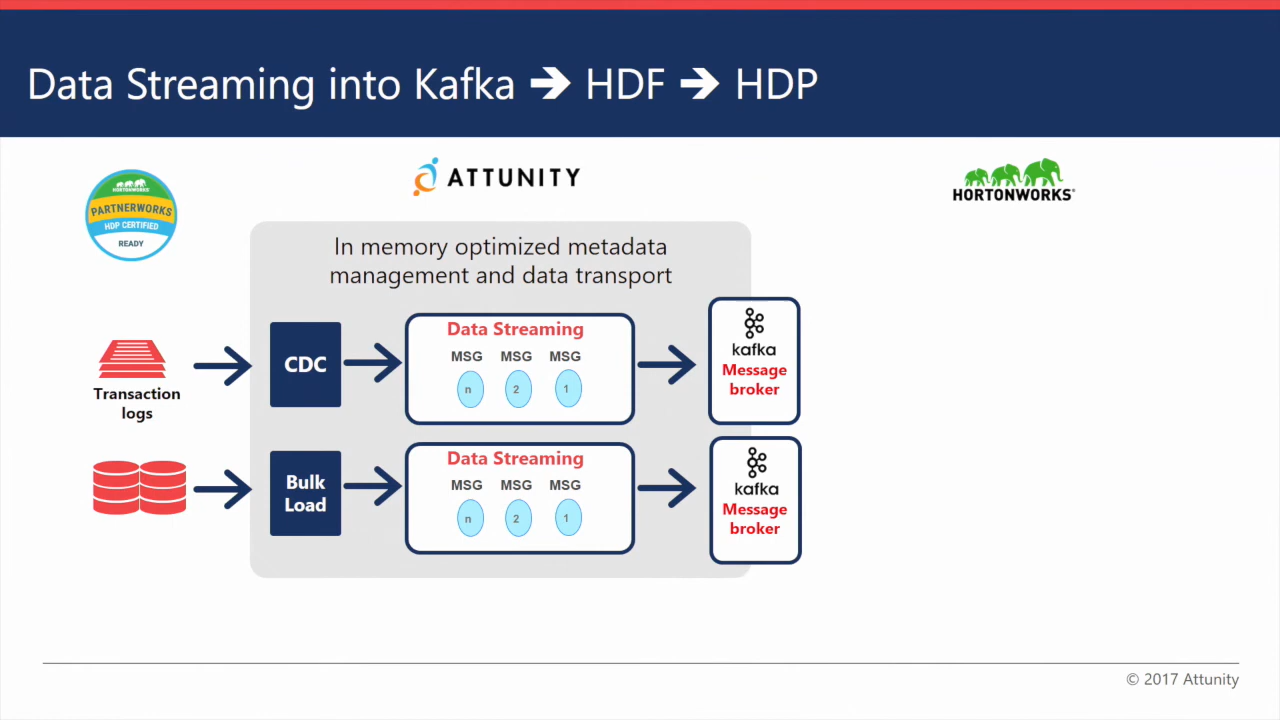 Data Streaming into Kafka → HDF → HDP
HORTONWORKS
PARTNERWORKS
HDP CERTIFIED
READY
ATTUNITY
HORTONWORKS
In memory optimized metadata
management and data transport
Transaction
logs
CDC
Data Streaming
MSG MSG MSG
n 2 1
kafka
Message
broker
Bulk
Load
Data Streaming
MSG MSG MSG
n 2 1
kafka
Message
broker
© 2017 Attunity